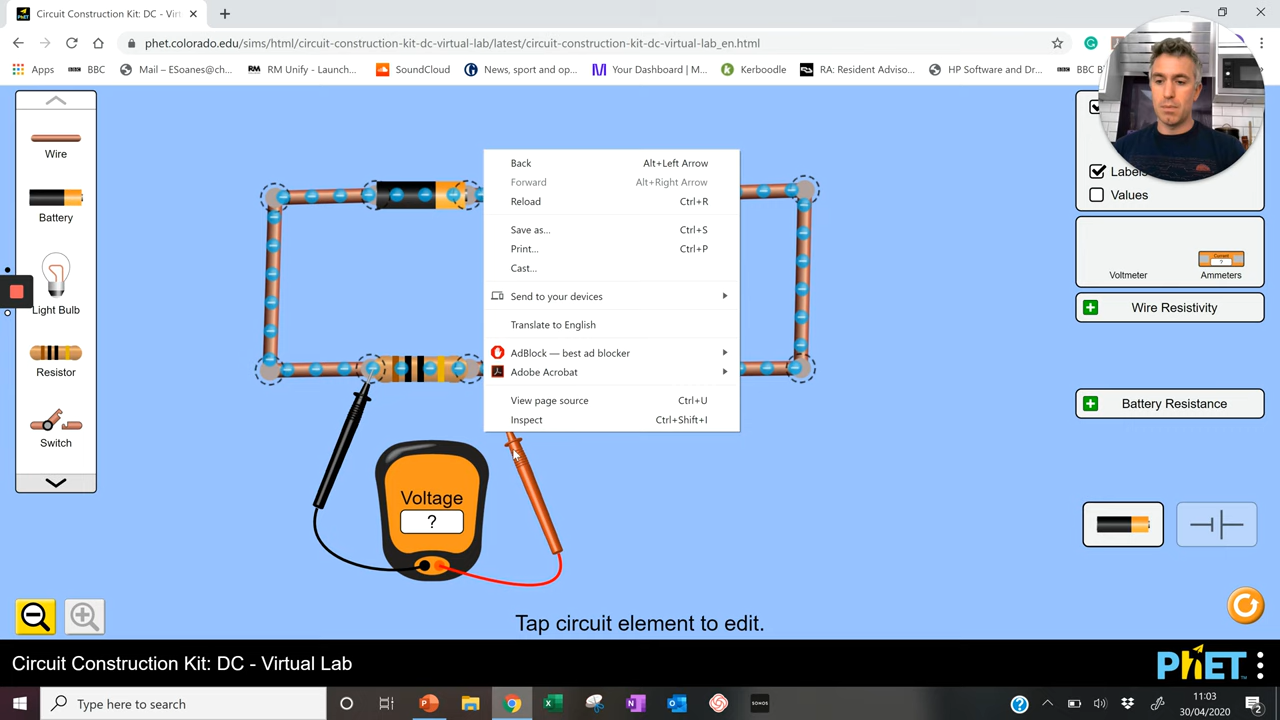 Circuit Construction Kit: DC - Virt
phet.colorado.edu/sims/html/circuit-construction-kit-dc-virtual-lab/latest/circuit-construction-kit-dc-virtual-lab_en.html
Apps
BBC
Mail – ESoanes@ch...
RM Unify - Launch...
SoundCloud
News, sport and op...
Your Dashboard | M...
Kerboodle
RA: Resident Adviso...
HP Software and Dr...
BBC B
Wire
Battery
Light Bulb
Resistor
Switch
Back Alt+Left Arrow
Forward Alt+Right Arrow
Reload Ctrl+R
Save as... Ctrl+S
Print... Ctrl+P
Cast...
Send to your devices
Translate to English
AdBlock — best ad blocker
Adobe Acrobat
View page source Ctrl+U
Inspect Ctrl+Shift+I
Labels
Values
Current
?
Voltmeter
Ammeters
Wire Resistivity
Battery Resistance
Voltage
?
Tap circuit element to edit.
Circuit Construction Kit: DC - Virtual Lab
PhET
Type here to search
SONOS
11:03
30/04/2020
2